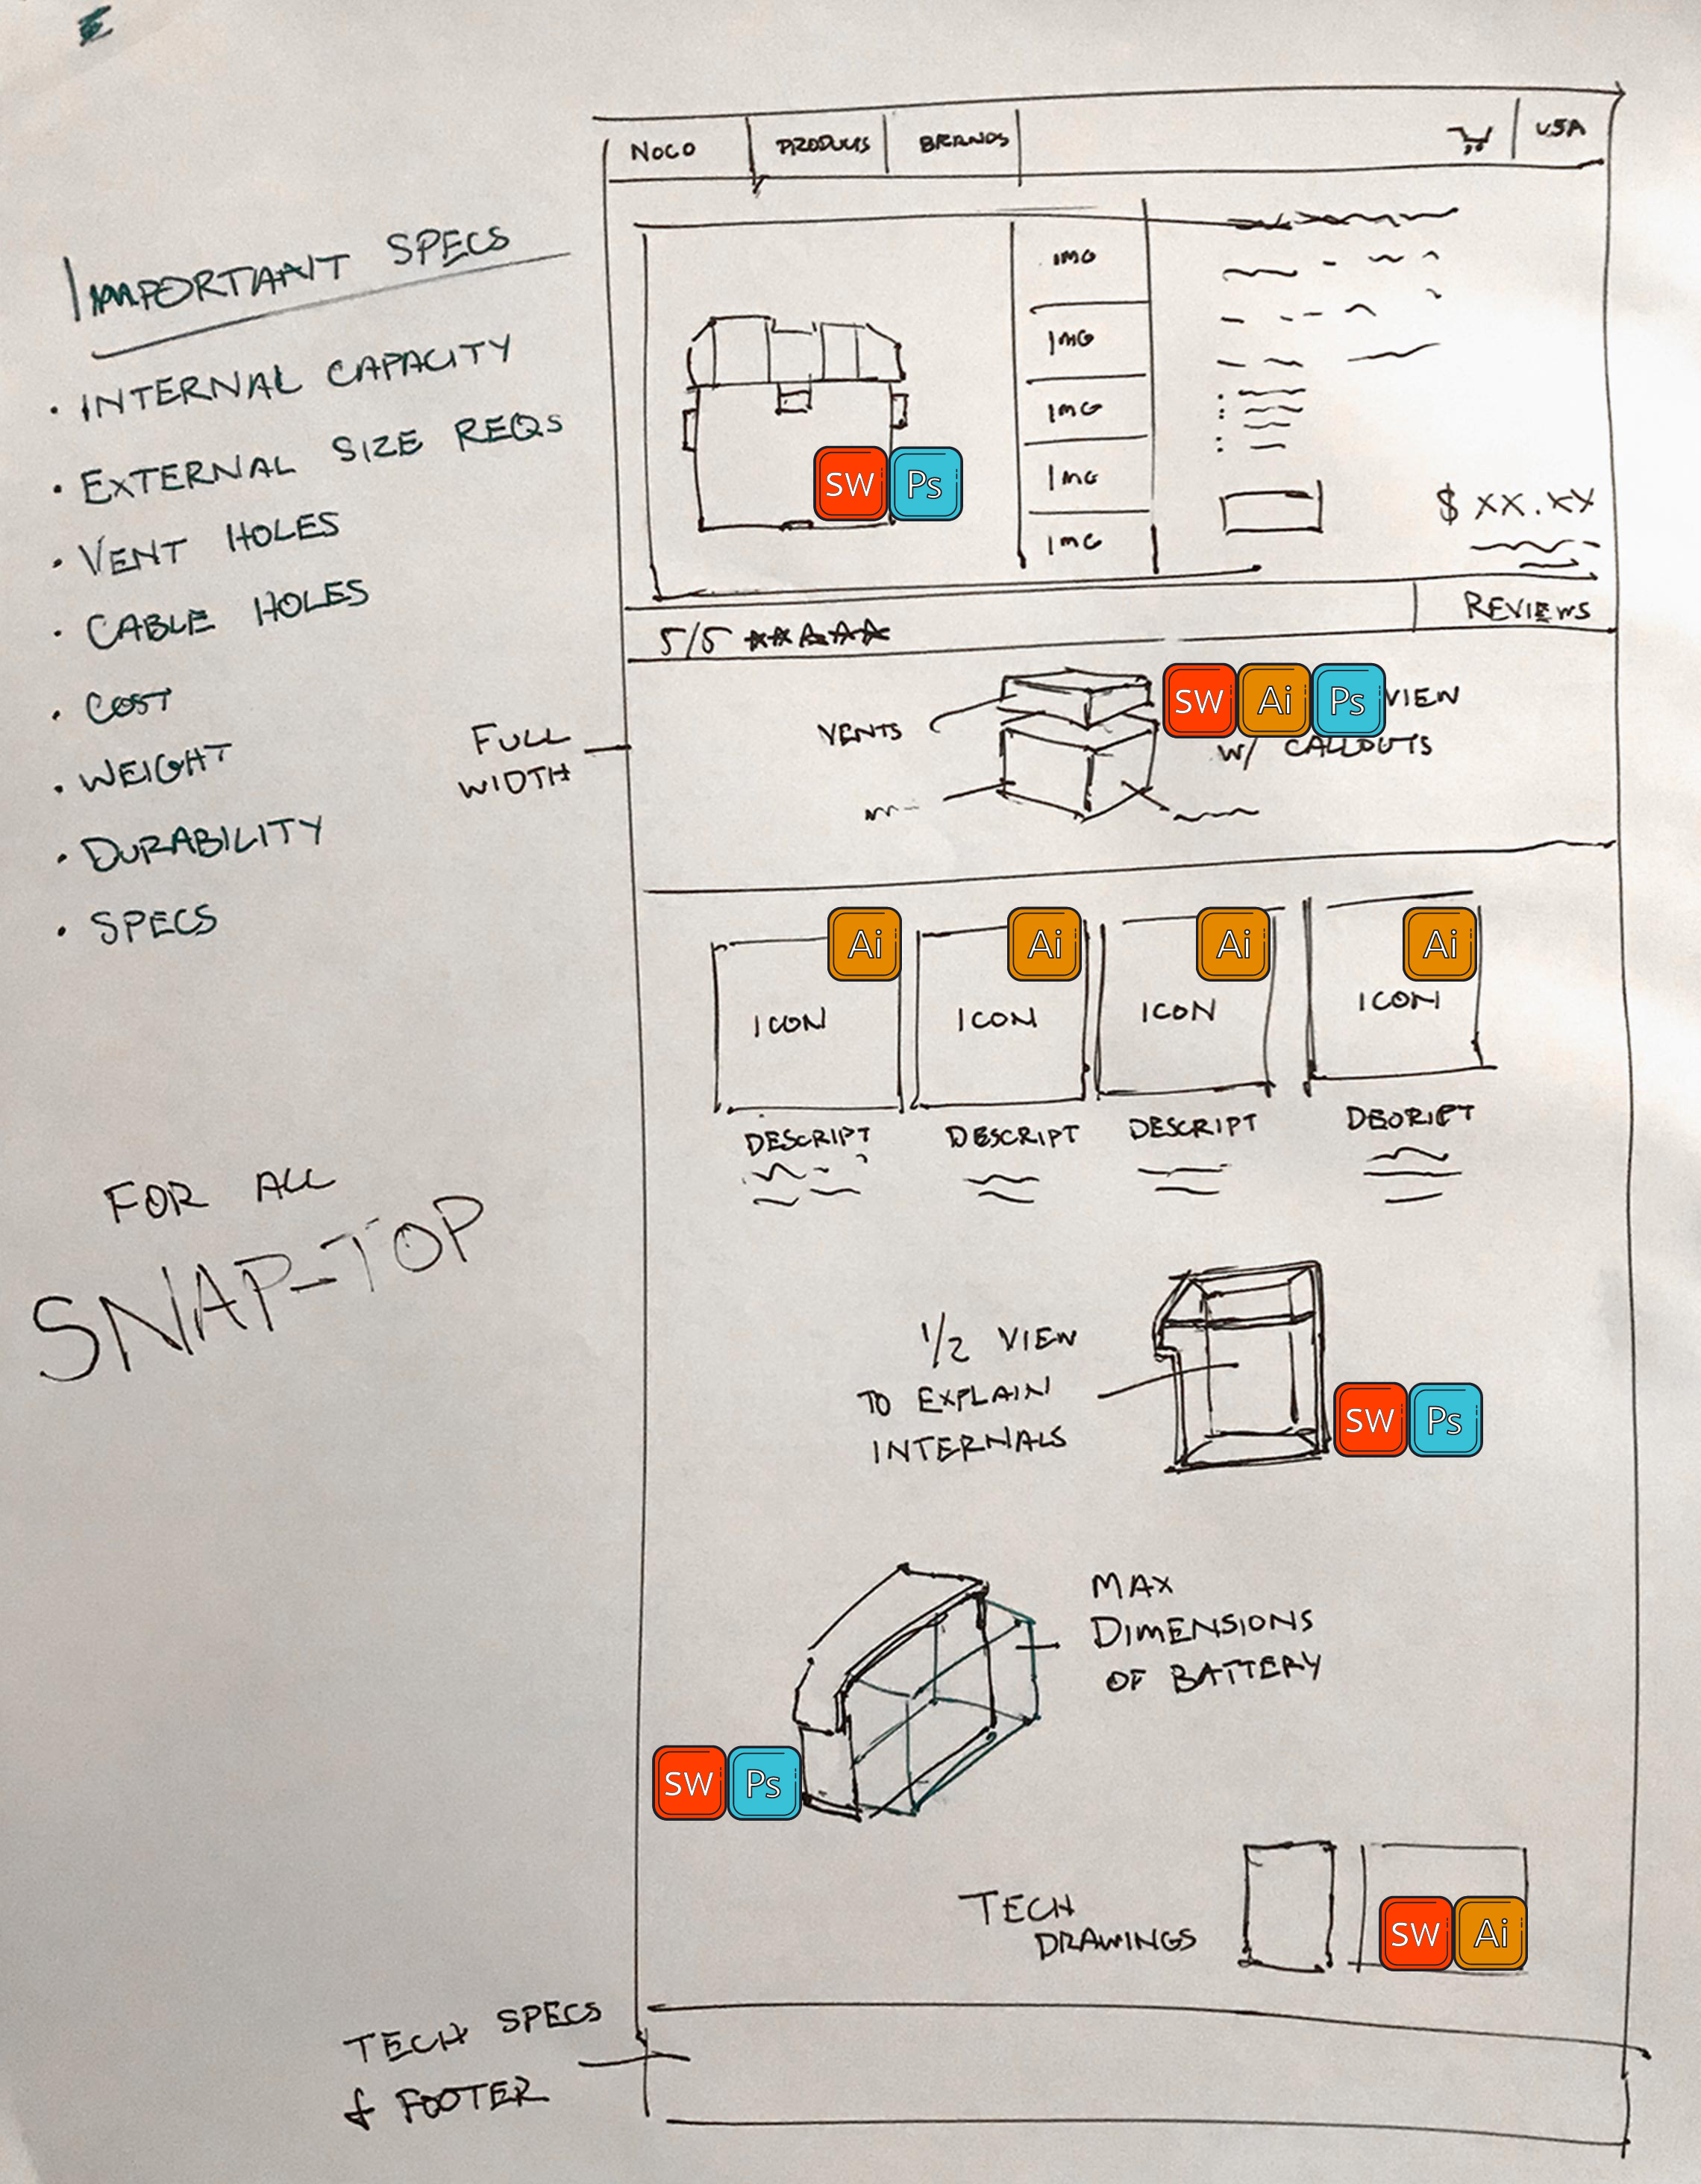 IMPORTANT SPECS
• INTERNAL CAPACITY
• EXTERNAL SIZE REQS
• VENT HOLES
• CABLE HOLES
• COST
• WEIGHT
• DURABILITY
• SPECS
FOR ALL
SNAP-TOP
NOCO PRODUCTS BRANDS USA
IMG
IMG
IMG
IMG
IMG
SW Ps
$ XX.XX
5/5 REVIEWS
FULL
WIDTH
VENTS
SW Ai Ps VIEW
W/ CALLOUTS
Ai Ai Ai Ai
ICON ICON ICON ICON
DESCRIPT DESCRIPT DESCRIPT DESCRIPT
1/2 VIEW
TO EXPLAIN
INTERNALS
SW Ps
MAX
DIMENSIONS
OF BATTERY
SW Ps
TECH
DRAWINGS
SW Ai
TECH SPECS
& FOOTER